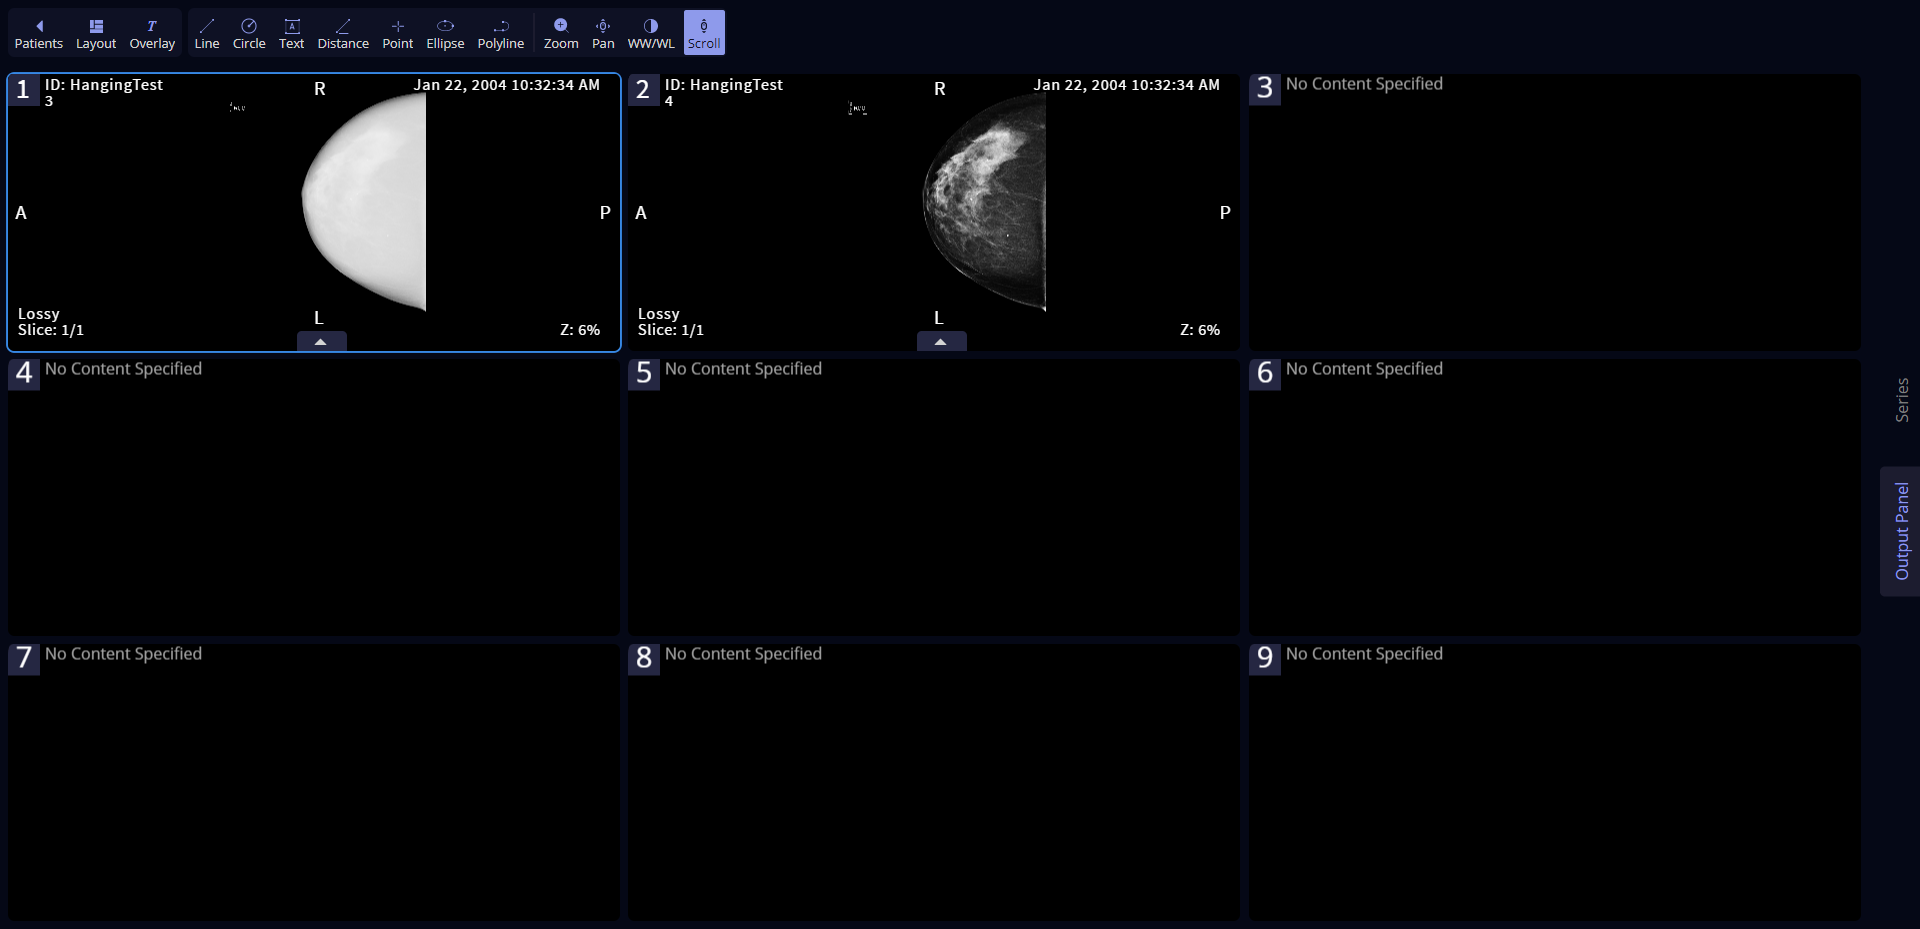 Patients Layout Overlay Line Circle Text Distance Point Ellipse Polyline Zoom Pan WW/WL Scroll
1 ID: HangingTest R Jan 22, 2004 10:32:34 AM
3
A P
Lossy
L
Slice: 1/1 Z: 6%
2 ID: HangingTest R Jan 22, 2004 10:32:34 AM
4
A P
Lossy
L
Slice: 1/1 Z: 6%
3 No Content Specified
4 No Content Specified
5 No Content Specified
6 No Content Specified
7 No Content Specified
8 No Content Specified
9 No Content Specified
Series
Output Panel